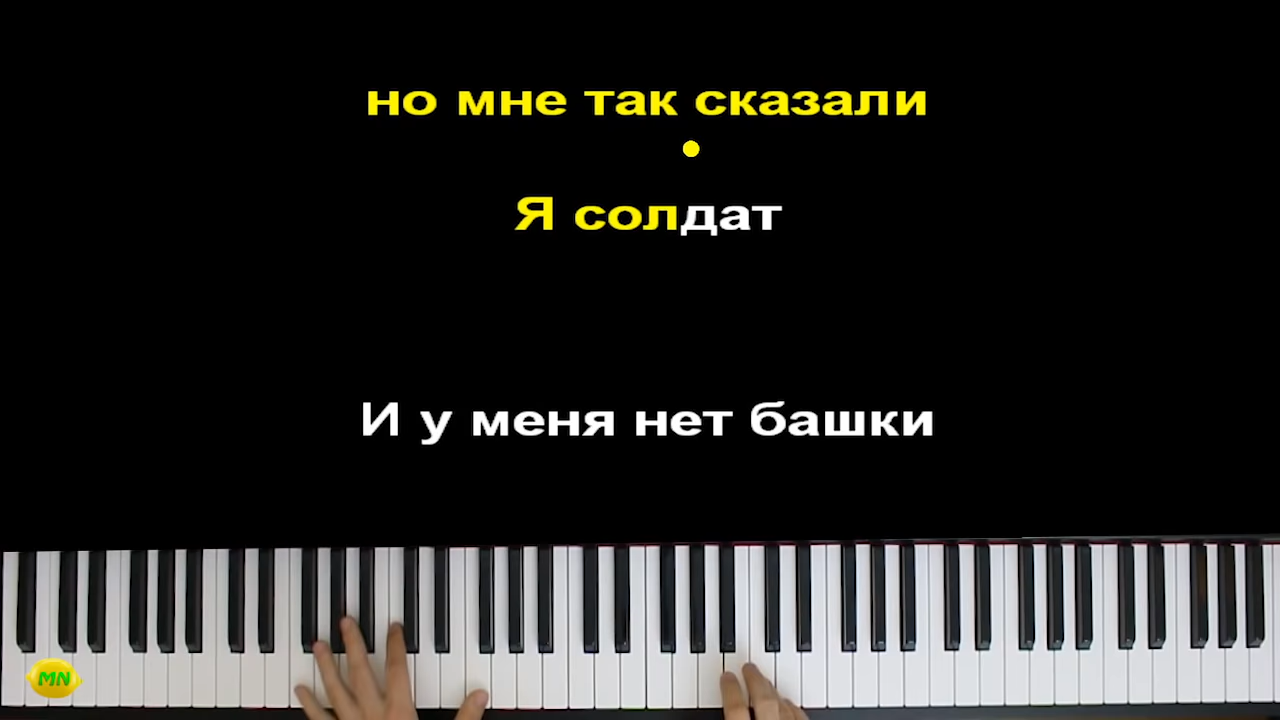 но мне так сказали
Я солдат
И у меня нет башки
MN